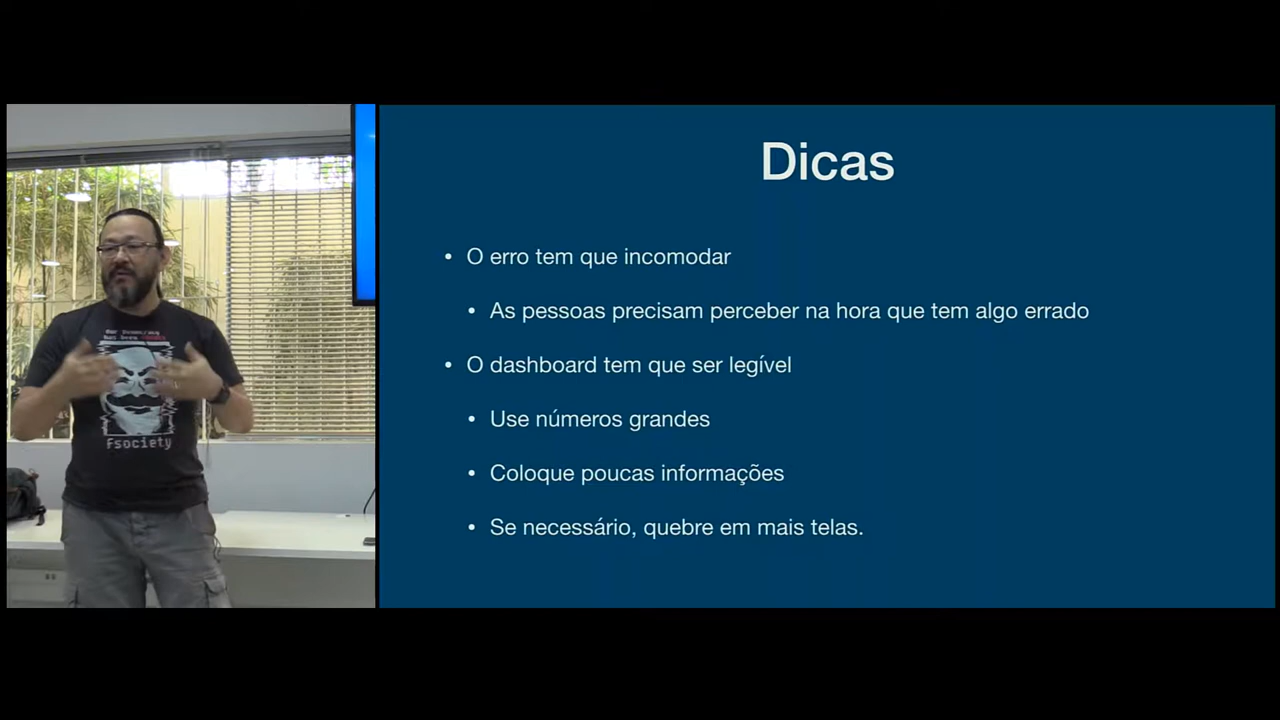 fsociety
Dicas
• O erro tem que incomodar
• As pessoas precisam perceber na hora que tem algo errado
• O dashboard tem que ser legível
• Use números grandes
• Coloque poucas informações
• Se necessário, quebre em mais telas.